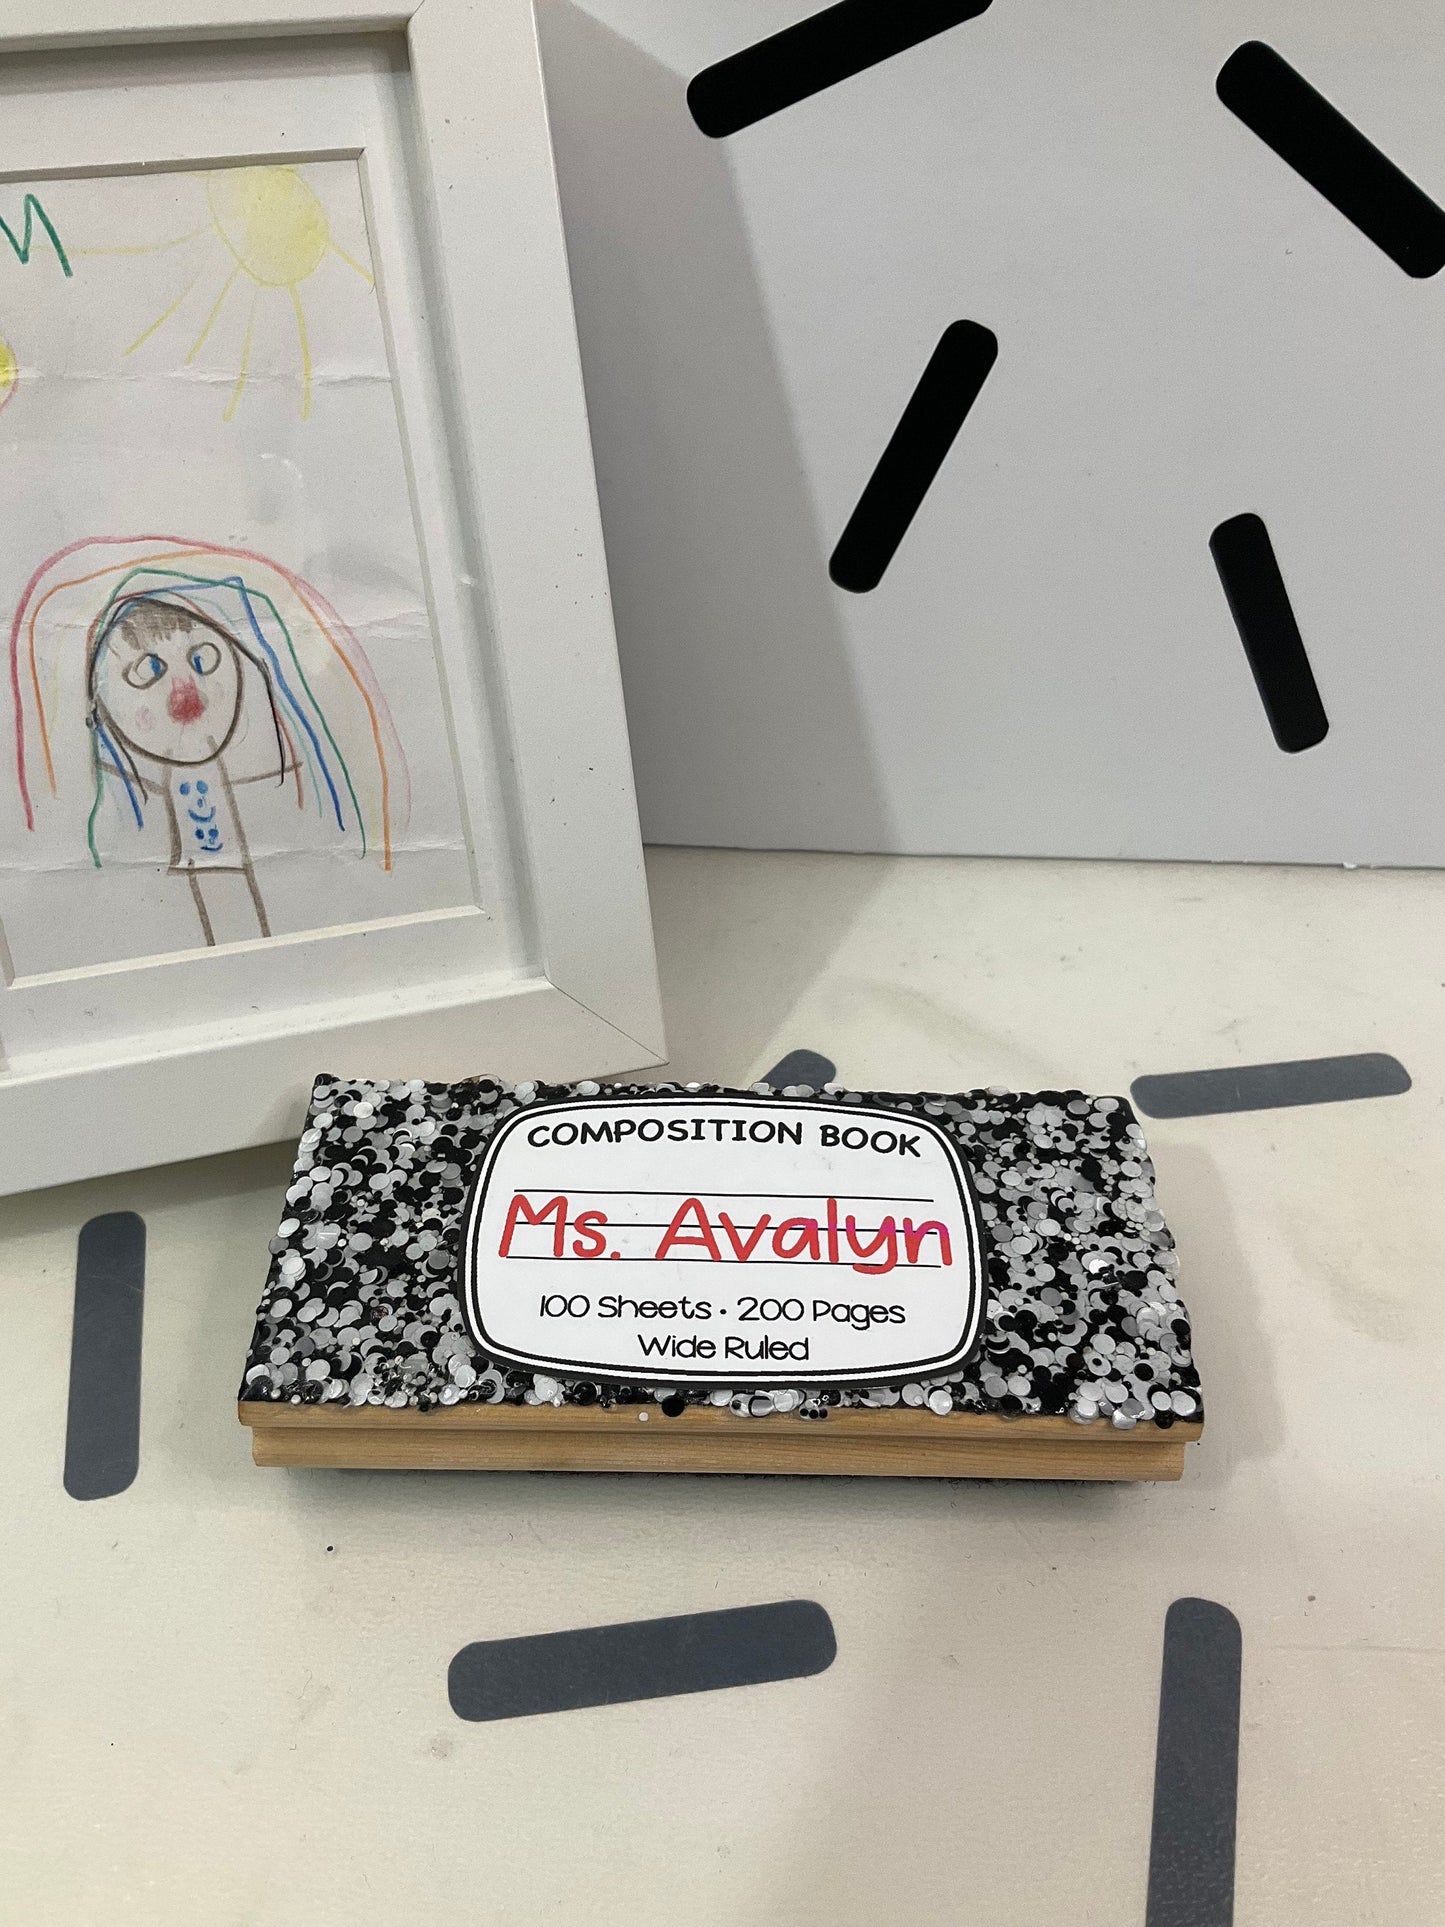 COMPOSITION BOOK
Ms. Avalyn
100 Sheets • 200 Pages
Wide Ruled